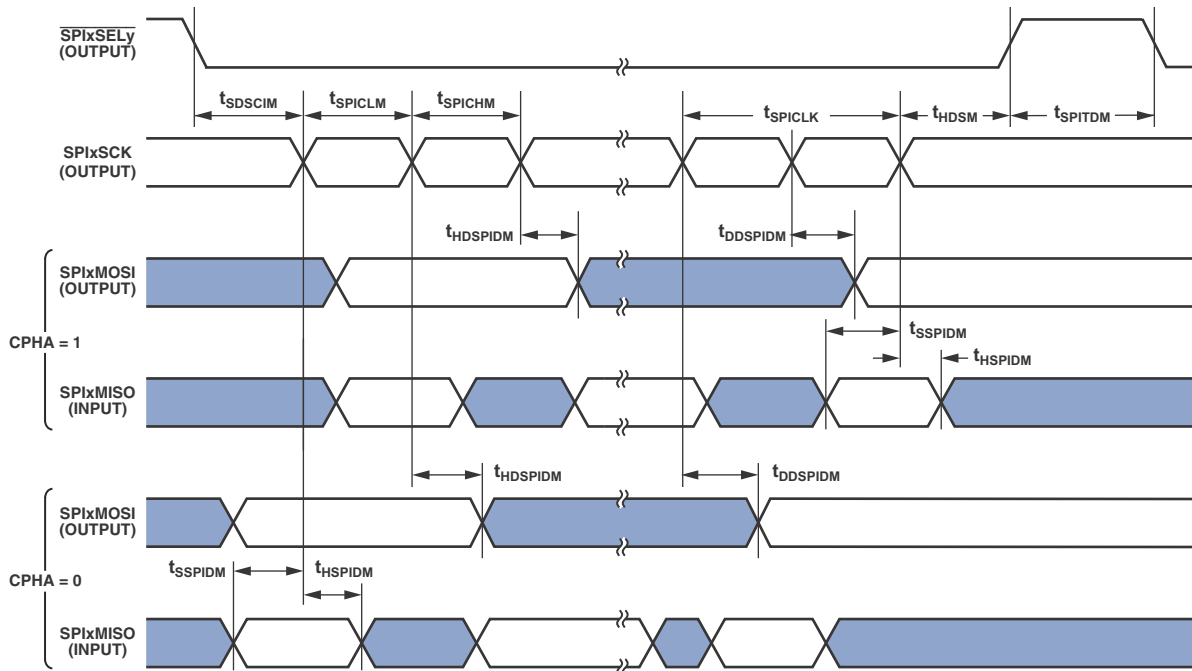 SPIxSELy
(OUTPUT)
tSDSCIM tSPICLM tSPICHM tSPICLK tHDSM tSPITDM
SPIxSCK
(OUTPUT)
tHDSPIDM tDDSPIDM
SPIxMOSI
(OUTPUT)
tSSPIDM
CPHA = 1
tHSPIDM
SPIxMISO
(INPUT)
tHDSPIDM tDDSPIDM
SPIxMOSI
(OUTPUT)
tSSPIDM tHSPIDM
CPHA = 0
SPIxMISO
(INPUT)